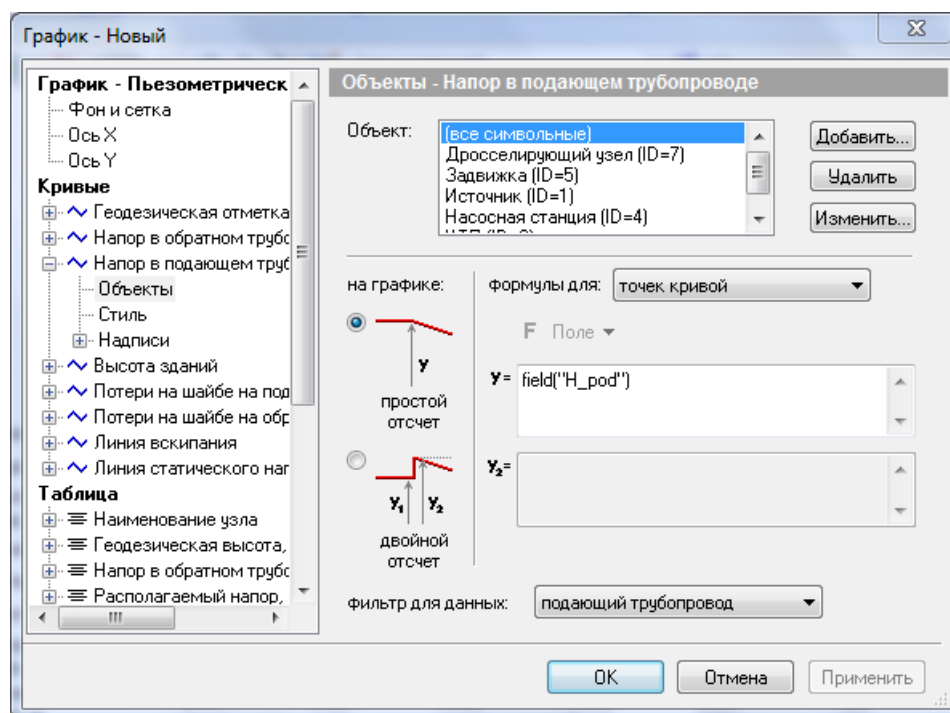 График - Новый
График - Пьезометрическ
Фон и сетка
Ось X
Ось Y
Кривые
Геодезическая отметка
Напор в обратном трубс
Напор в подающем труб
Объекты
Стиль
Надписи
Высота зданий
Потери на шайбе на под
Потери на шайбе на обр
Линия вскипания
Линия статического наг
Таблица
Наименование узла
Геодезическая высота,
Напор в обратном трубс
Располагаемый напор,
Объекты - Напор в подающем трубопроводе
Объект:
(все символьные)
Дросселирующий узел (ID=7)
Задвижка (ID=5)
Источник (ID=1)
Насосная станция (ID=4)
Добавить...
Удалить
Изменить...
на графике:
y
простой
отсчет
y₁ y₂
двойной
отсчет
формулы для: точек кривой
F Поле
y= field("H_pod")
y₂=
фильтр для данных: подающий трубопровод
OK Отмена Применить